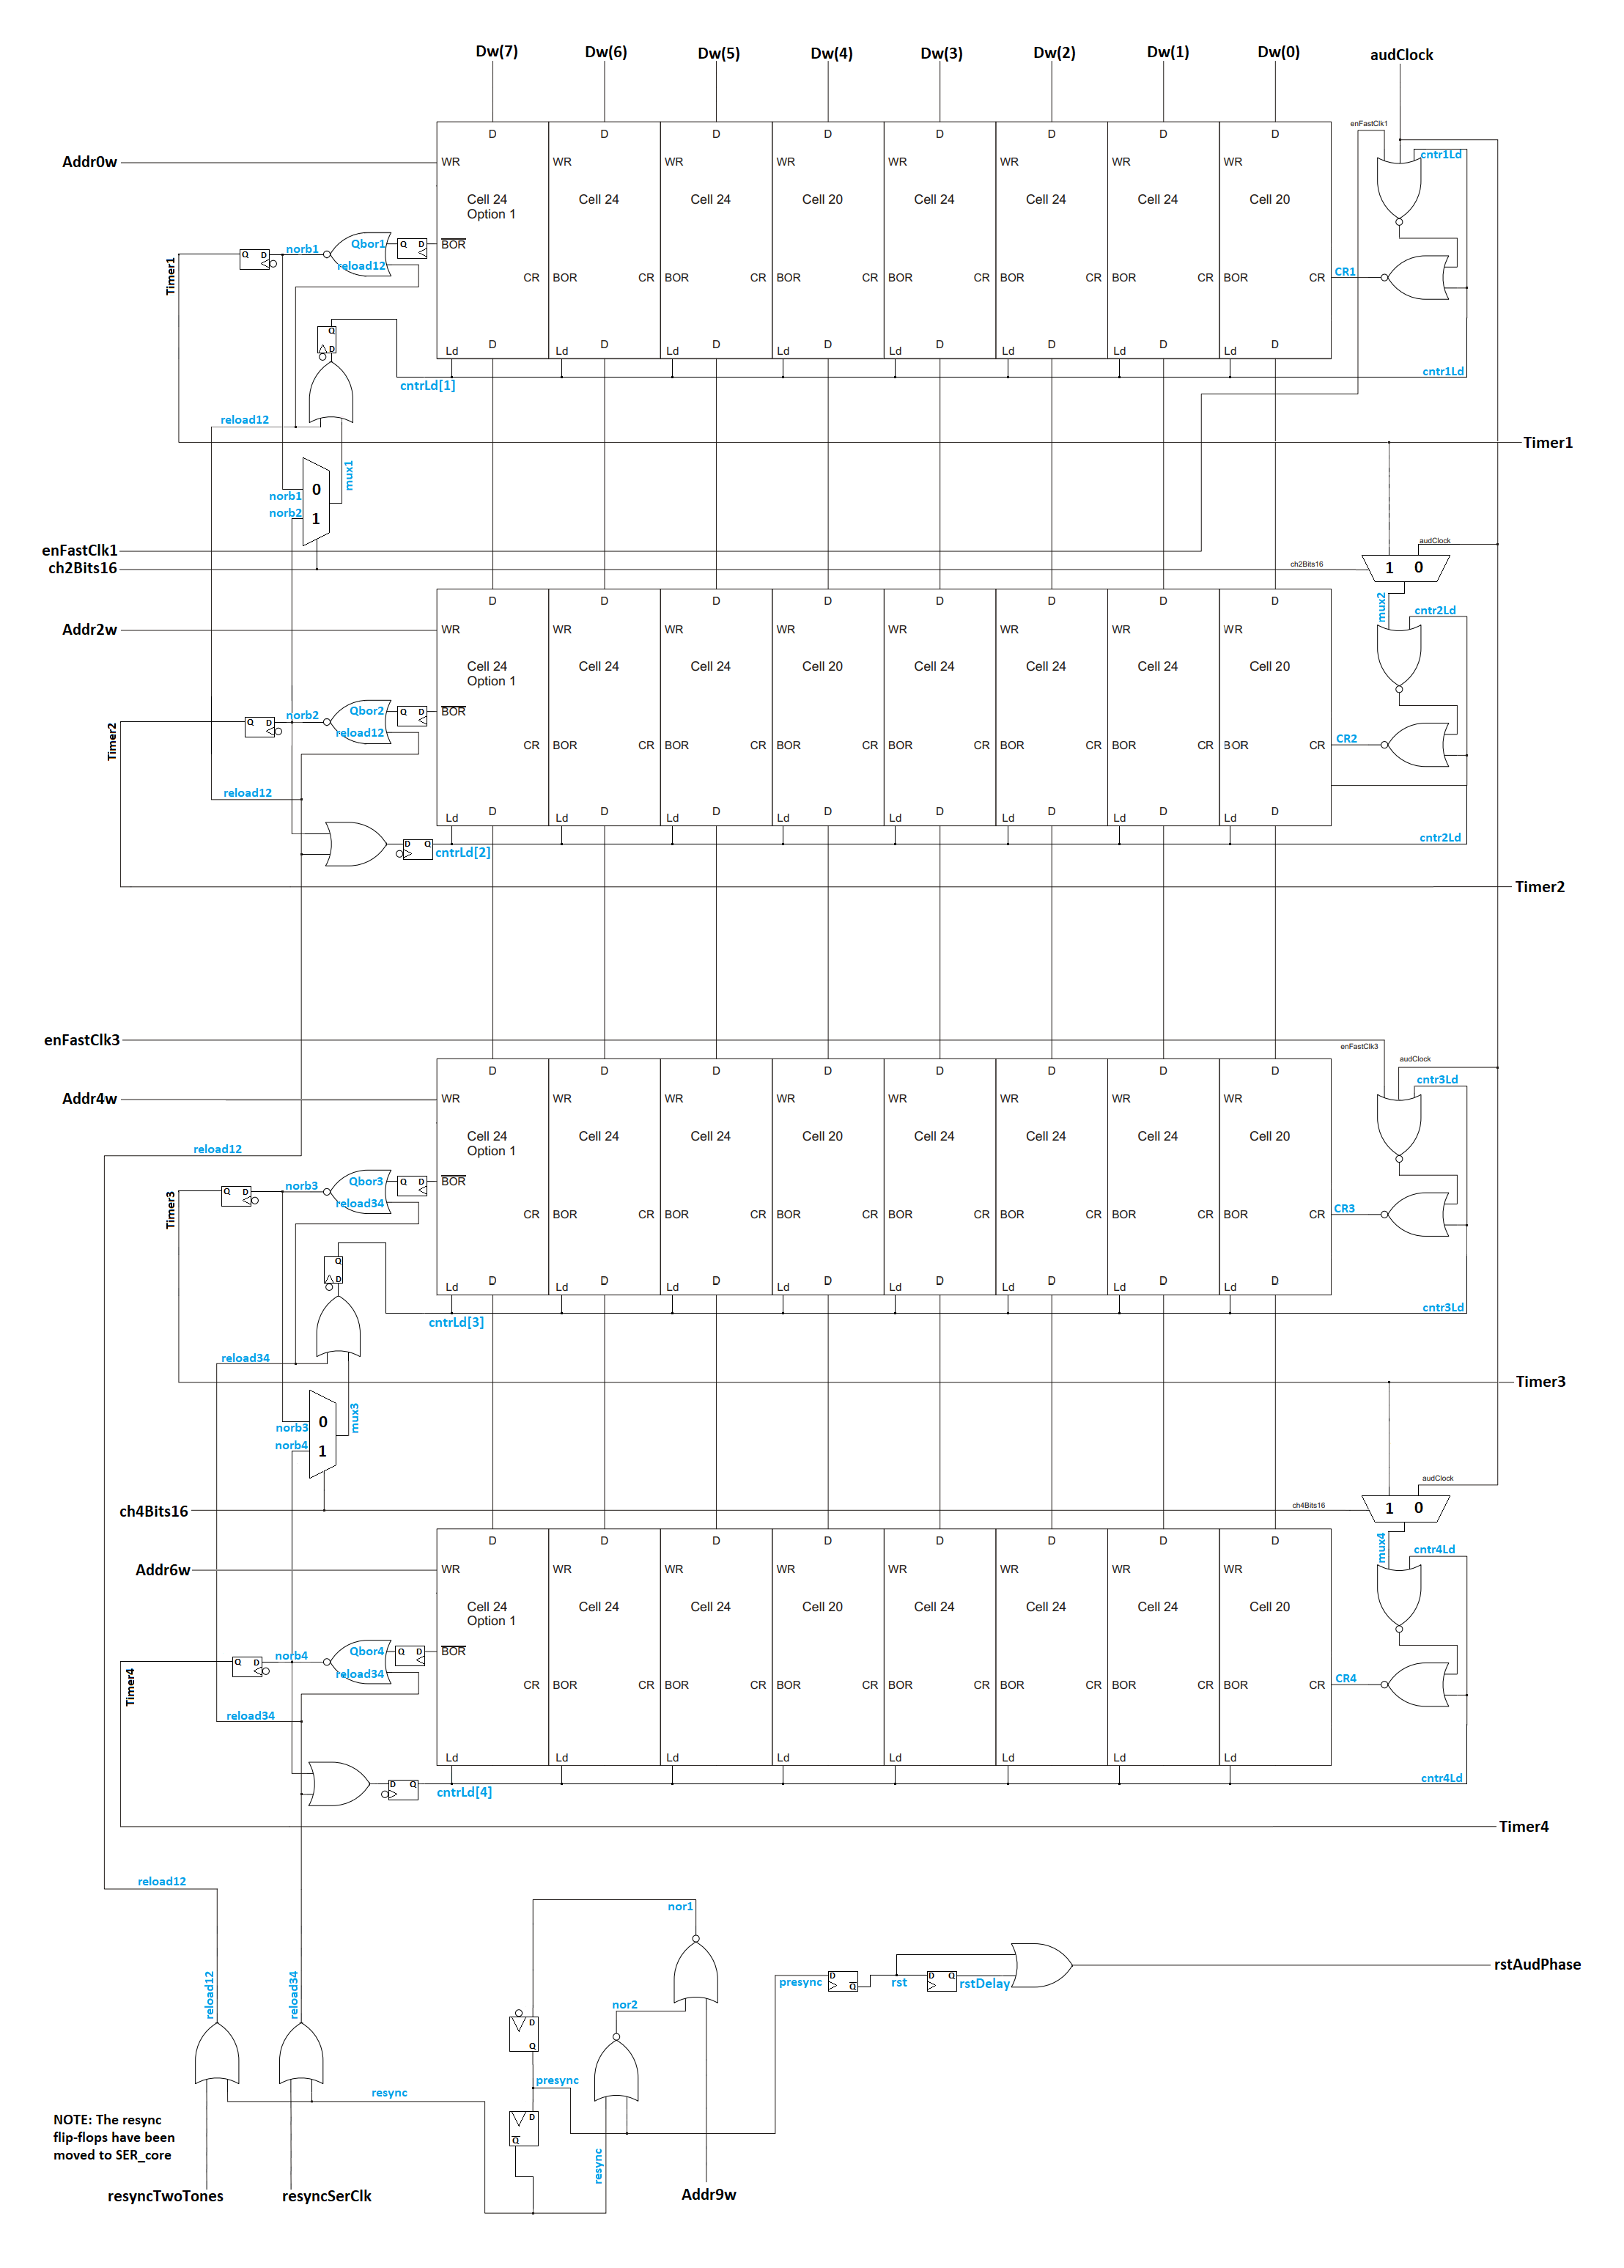 Dw(7) Dw(6) Dw(5) Dw(4) Dw(3) Dw(2) Dw(1) Dw(0) audClock
enFastClk1
D D D D D D D D
cntr1Ld
Addr0w WR WR WR WR WR WR WR WR
Cell 24 Cell 24 Cell 24 Cell 20 Cell 24 Cell 24 Cell 24 Cell 20
Option 1
Timer1 Q D norb1 Qbor1 Q D BOR
reload12
CR BOR CR BOR CR BOR CR BOR CR BOR CR BOR CR BOR CR CR1
Q
D
D D D D D D D D
Ld Ld Ld Ld Ld Ld Ld Ld
cntr1Ld
cntrLd[1]
reload12
Timer1
mux1
0
norb1
norb2
1
enFastClk1
audClock
ch2Bits16 ch2Bits16 1 0
mux2
D D D D D D D D
cntr2Ld
Addr2w WR WR WR WR WR WR WR WR
Cell 24 Cell 24 Cell 24 Cell 20 Cell 24 Cell 24 Cell 24 Cell 20
Option 1
Timer2 Q D norb2 Qbor2 Q D BOR
reload12
CR BOR CR BOR CR BOR CR BOR CR BOR CR BOR CR BOR CR CR2
reload12
D D D D D D D D
Ld Ld Ld Ld Ld Ld Ld Ld
cntr2Ld
D Q
cntrLd[2]
Timer2
enFastClk3
enFastClk3
audClock
D D D D D D D D
cntr3Ld
Addr4w WR WR WR WR WR WR WR WR
Cell 24 Cell 24 Cell 24 Cell 20 Cell 24 Cell 24 Cell 24 Cell 20
Option 1
reload12
Timer3 Q D norb3 Qbor3 Q D BOR
reload34
CR BOR CR BOR CR BOR CR BOR CR BOR CR BOR CR BOR CR CR3
Q
D
D D D D D D D D
Ld Ld Ld Ld Ld Ld Ld Ld
cntr3Ld
cntrLd[3]
reload34
Timer3
mux3
0
norb3
norb4
1
audClock
ch4Bits16 ch4Bits16 1 0
mux4
D D D D D D D D
cntr4Ld
Addr6w WR WR WR WR WR WR WR WR
Cell 24 Cell 24 Cell 24 Cell 20 Cell 24 Cell 24 Cell 24 Cell 20
Option 1
Timer4 Q D norb4 Qbor4 Q D BOR
reload34
CR BOR CR BOR CR BOR CR BOR CR BOR CR BOR CR BOR CR CR4
reload34
Ld Ld Ld Ld Ld Ld Ld Ld
cntr4Ld
D Q
cntrLd[4]
Timer4
reload12
nor1
rstAudPhase
reload12 reload34 presync D Q rst D Q rstDelay
nor2
D
Q
presync
resync
D
Q
resync
NOTE: The resync
flip-flops have been
moved to SER_core
resyncTwoTones resyncSerClk Addr9w